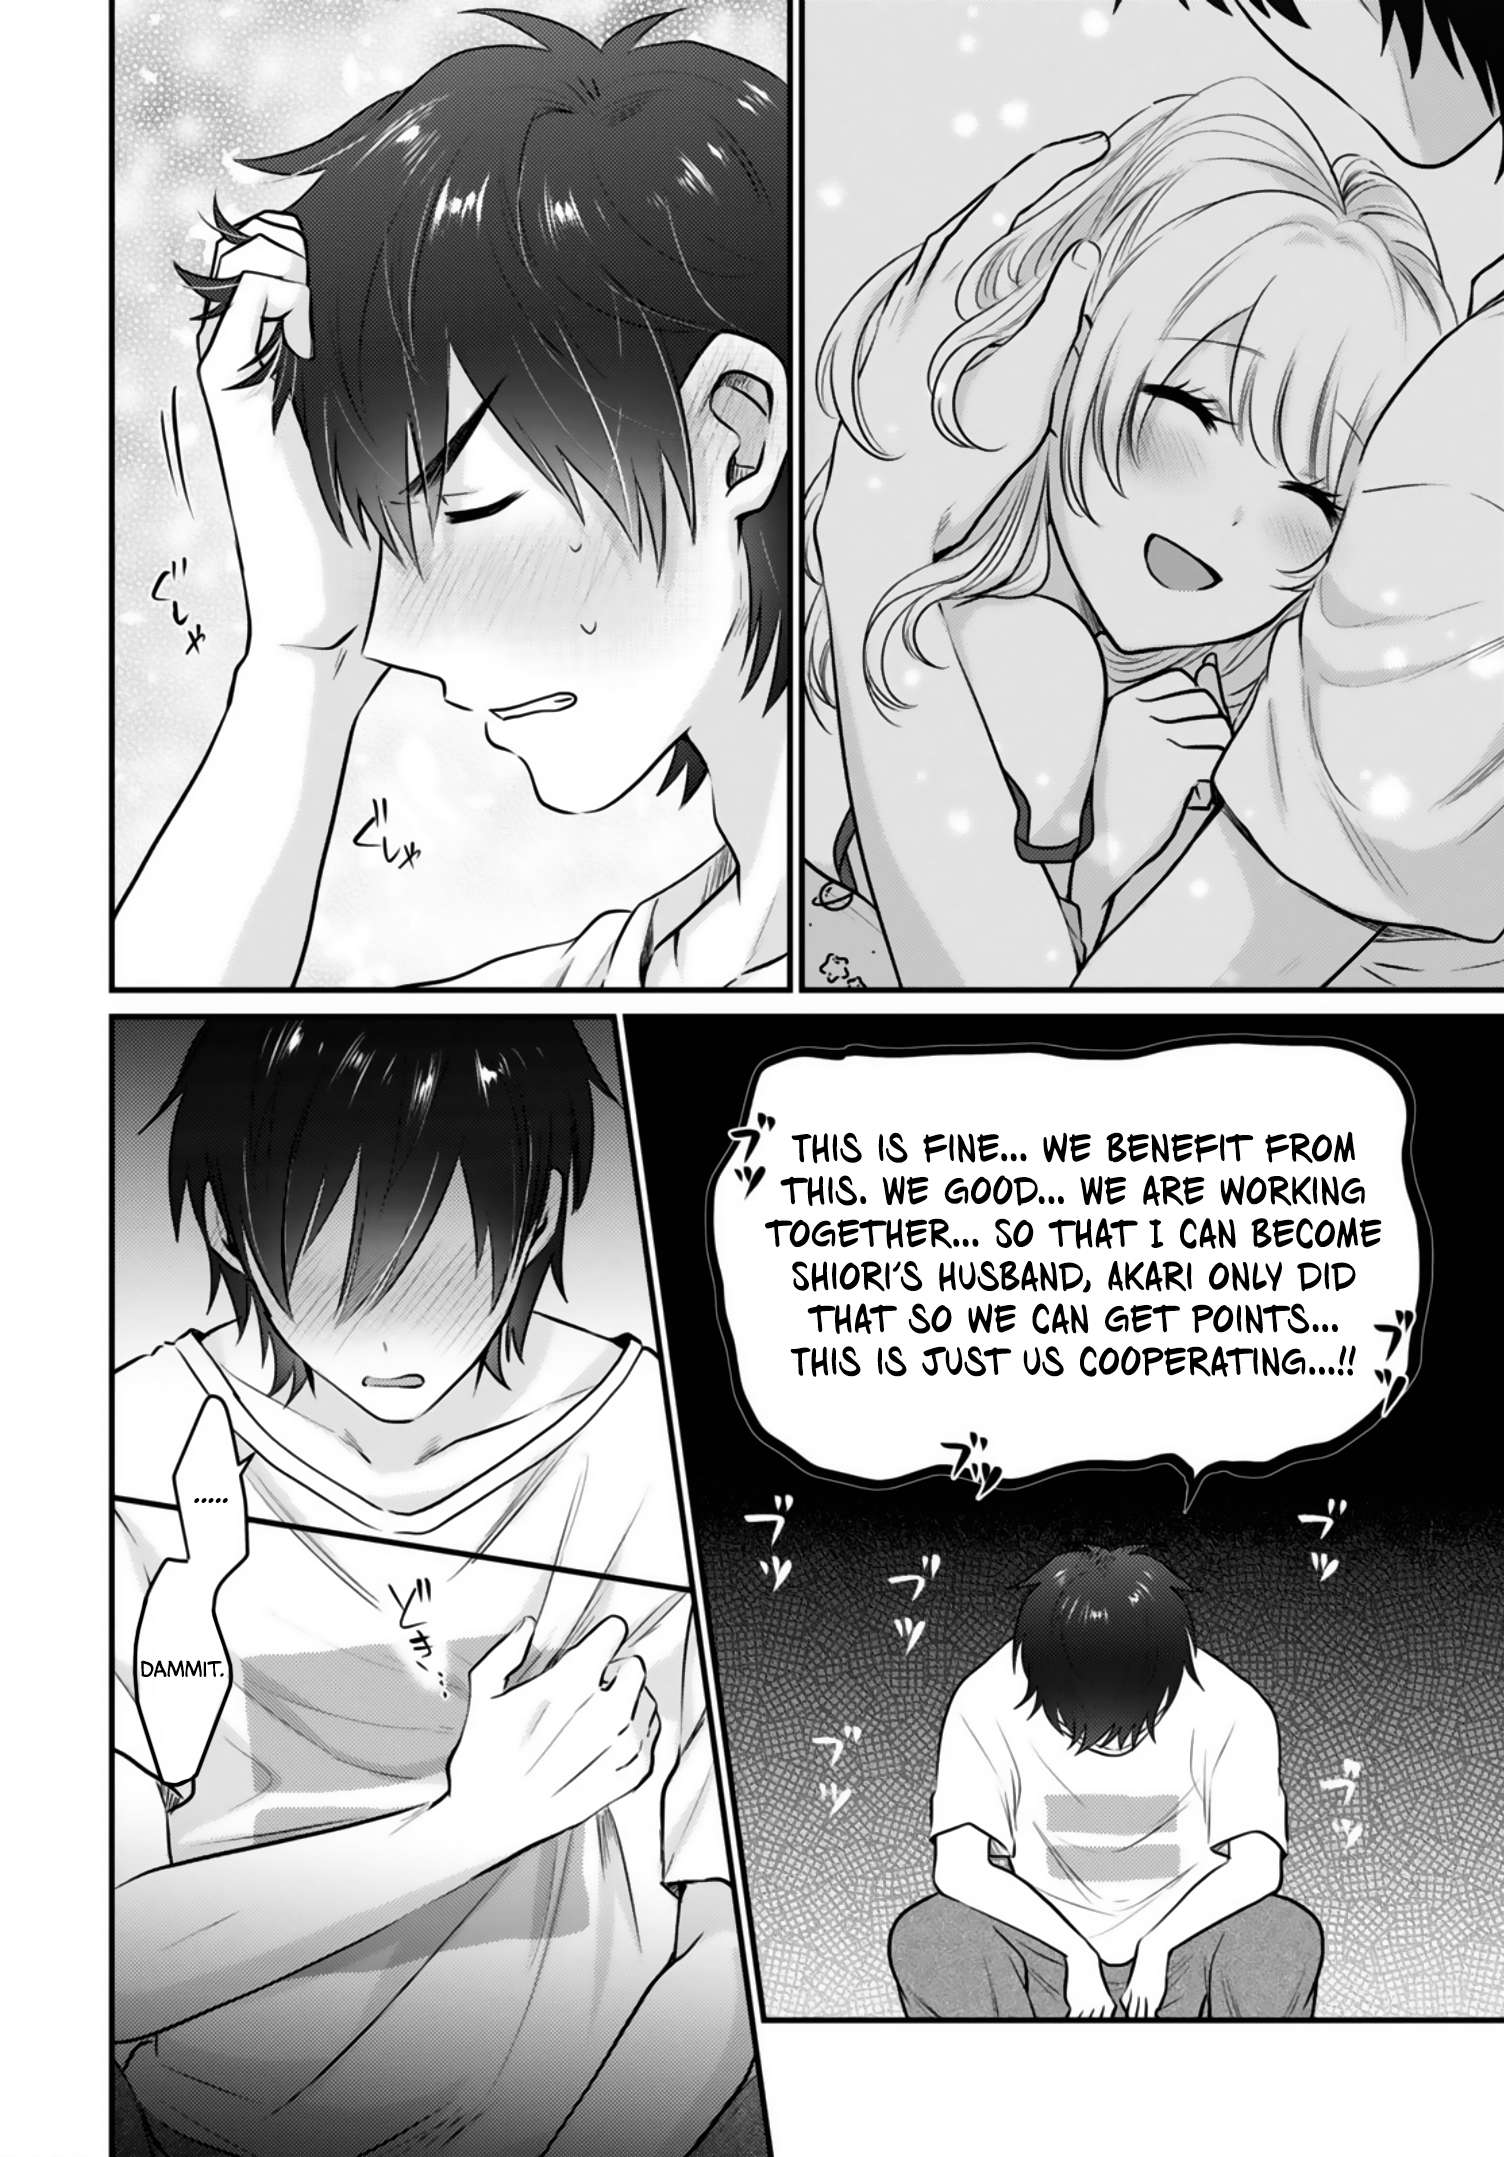 ぐしゃ
ぐしゃ
THIS IS FINE... WE BENEFIT FROM
THIS. WE GOOD... WE ARE WORKING
TOGETHER... SO THAT I CAN BECOME
SHIORI'S HUSBAND, AKARI ONLY DID
THAT SO WE CAN GET POINTS...
THIS IS JUST US COOPERATING...!!
ブツ
ブツ
ブツ
ブツ
ブツ
ブツ
ブツ
ブツ
......
どき...
DAMMIT.